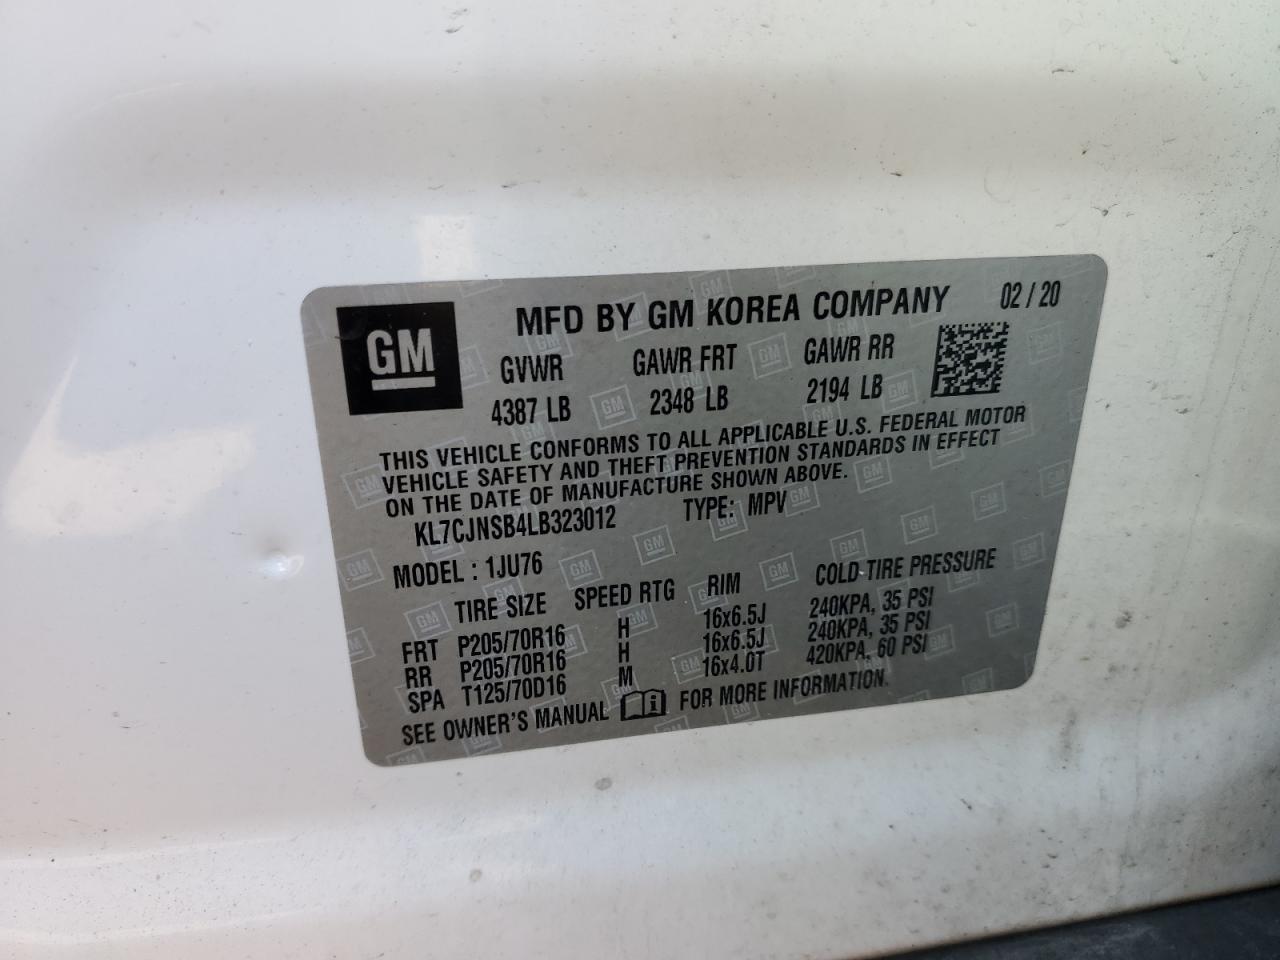 GM
MFD BY GM KOREA COMPANY 02 / 20
GVWR GAWR FRT GAWR RR
4387 LB 2348 LB 2194 LB
THIS VEHICLE CONFORMS TO ALL APPLICABLE U.S. FEDERAL MOTOR
VEHICLE SAFETY AND THEFT PREVENTION STANDARDS IN EFFECT
ON THE DATE OF MANUFACTURE SHOWN ABOVE.
KL7CJNSB4LB323012 TYPE: MPV
MODEL : 1JU76
TIRE SIZE SPEED RTG RIM COLD TIRE PRESSURE
FRT P205/70R16 H 16x6.5J 240KPA, 35 PSI
RR P205/70R16 H 16x6.5J 240KPA, 35 PSI
SPA T125/70D16 M 16x4.0T 420KPA, 60 PSI
SEE OWNER'S MANUAL FOR MORE INFORMATION.